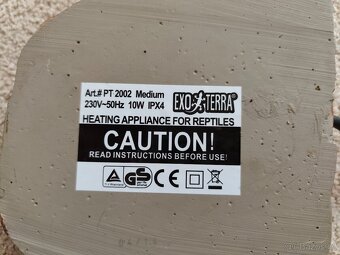 Art.# PT 2002 Medium
230V~50Hz 10W IPX4
EXO TERRA
HEATING APPLIANCE FOR REPTILES
CAUTION!
READ INSTRUCTIONS BEFORE USE!